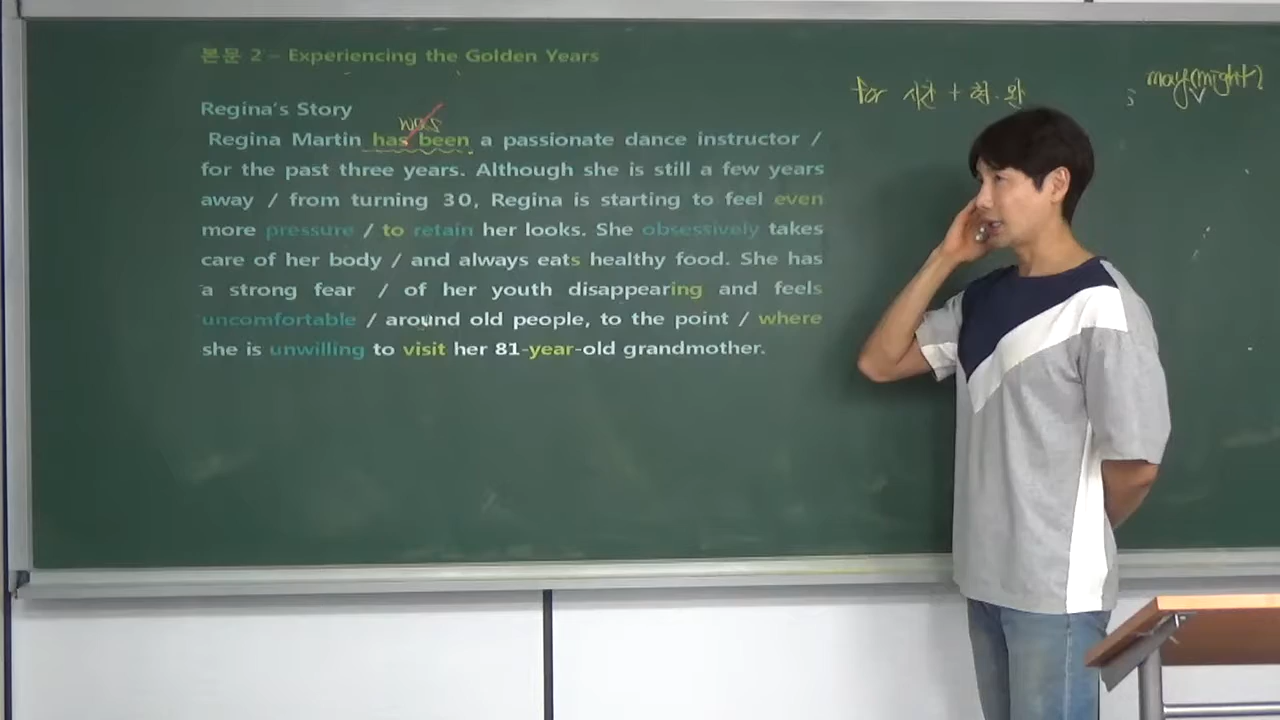 본문 2 – Experiencing the Golden Years
for 시간 + 현.완
; may(might)
Regina's Story
was
Regina Martin has been a passionate dance instructor /
for the past three years. Although she is still a few years
away / from turning 30, Regina is starting to feel even
more pressure / to retain her looks. She obsessively takes
care of her body / and always eats healthy food. She has
a strong fear / of her youth disappearing and feels
uncomfortable / around old people, to the point / where
she is unwilling to visit her 81-year-old grandmother.